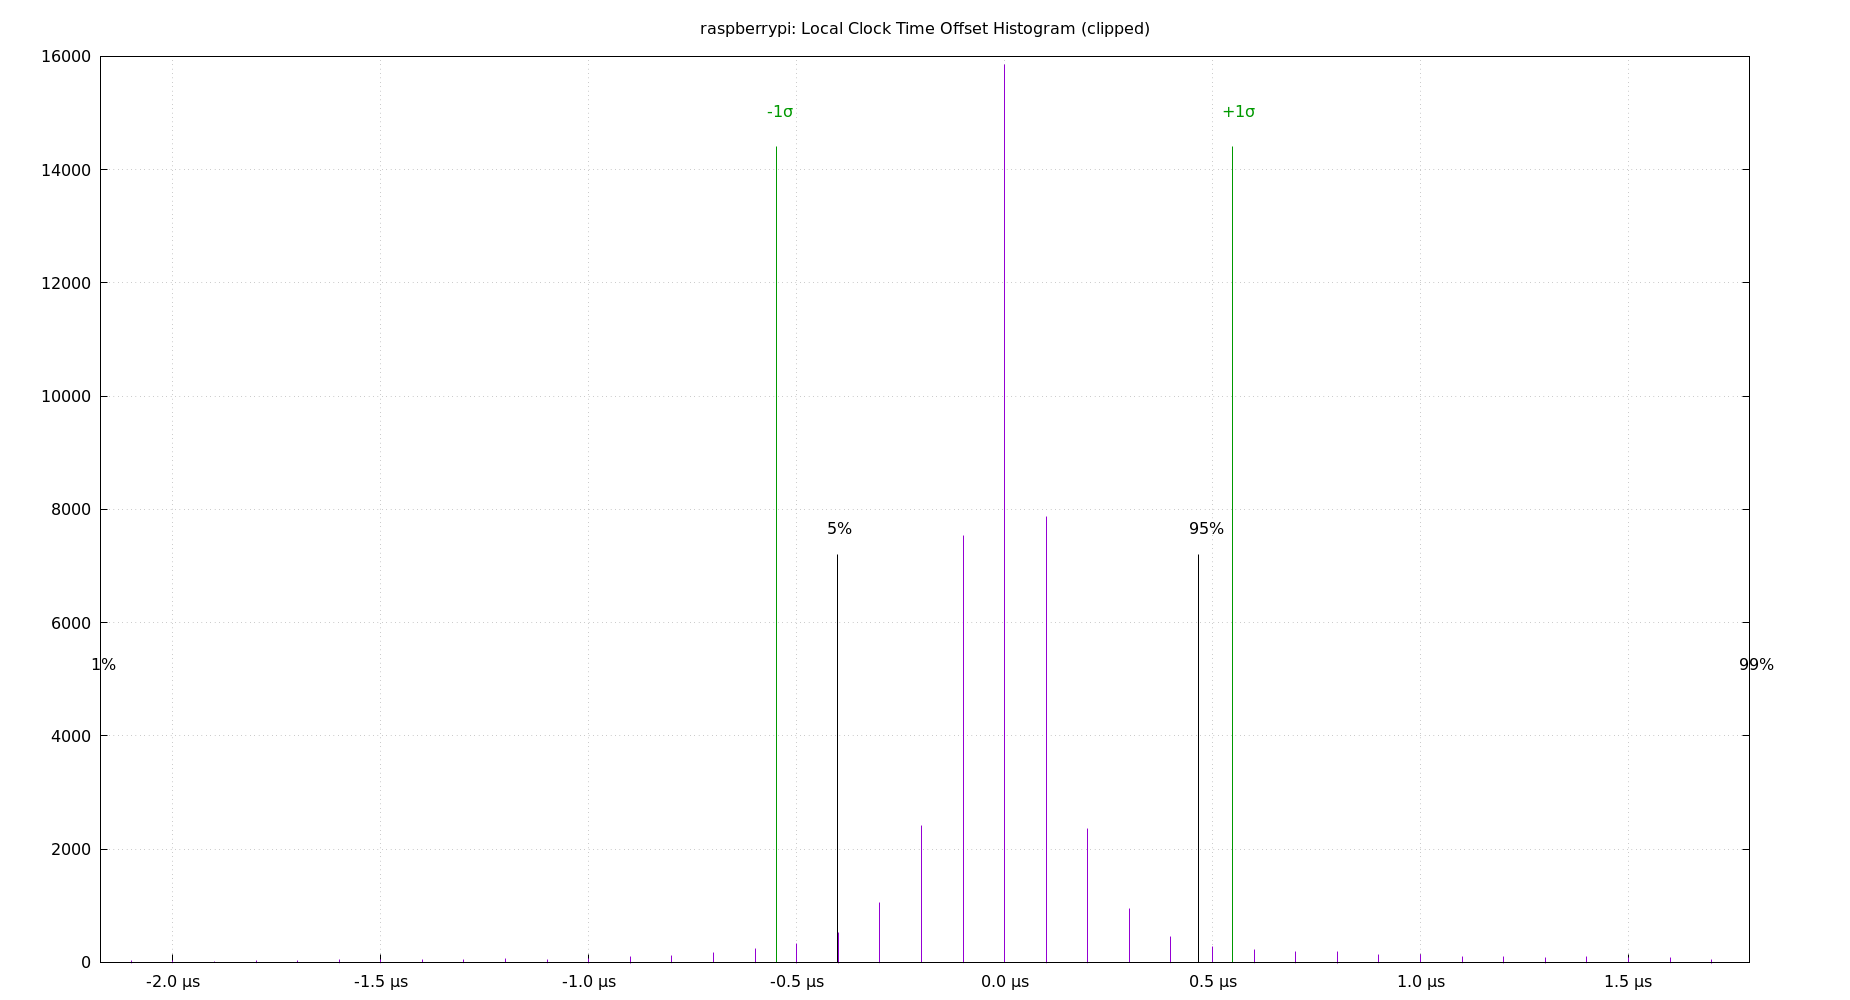 raspberrypi: Local Clock Time Offset Histogram (clipped)
16000
-1σ
+1σ
14000
12000
10000
8000
5%
95%
6000
1%
99%
4000
2000
0
-2.0 µs
-1.5 µs
-1.0 µs
-0.5 µs
0.0 µs
0.5 µs
1.0 µs
1.5 µs